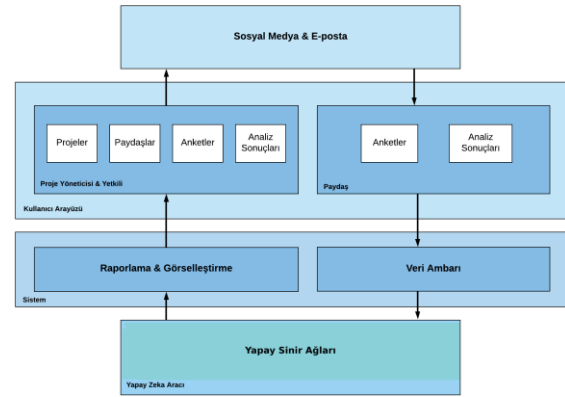 Sosyal Medya & E-posta
Projeler
Paydaşlar
Anketler
Analiz
Sonuçları
Proje Yöneticisi & Yetkili
Anketler
Analiz
Sonuçları
Paydaş
Kullanıcı Arayüzü
Raporlama & Görselleştirme
Veri Ambarı
Sistem
Yapay Sinir Ağları
Yapay Zeka Aracı